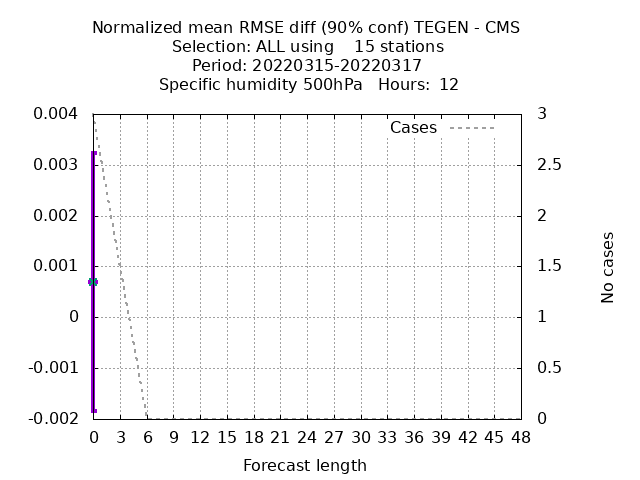 Normalized mean RMSE diff (90% conf) TEGEN - CMS
Selection: ALL using    15 stations
Period: 20220315-20220317
Specific humidity 500hPa   Hours:  12
Cases
0.004
0.003
0.002
0.001
0
-0.001
-0.002
3
2.5
2
1.5
1
0.5
0
No cases
0 3 6 9 12 15 18 21 24 27 30 33 36 39 42 45 48
Forecast length